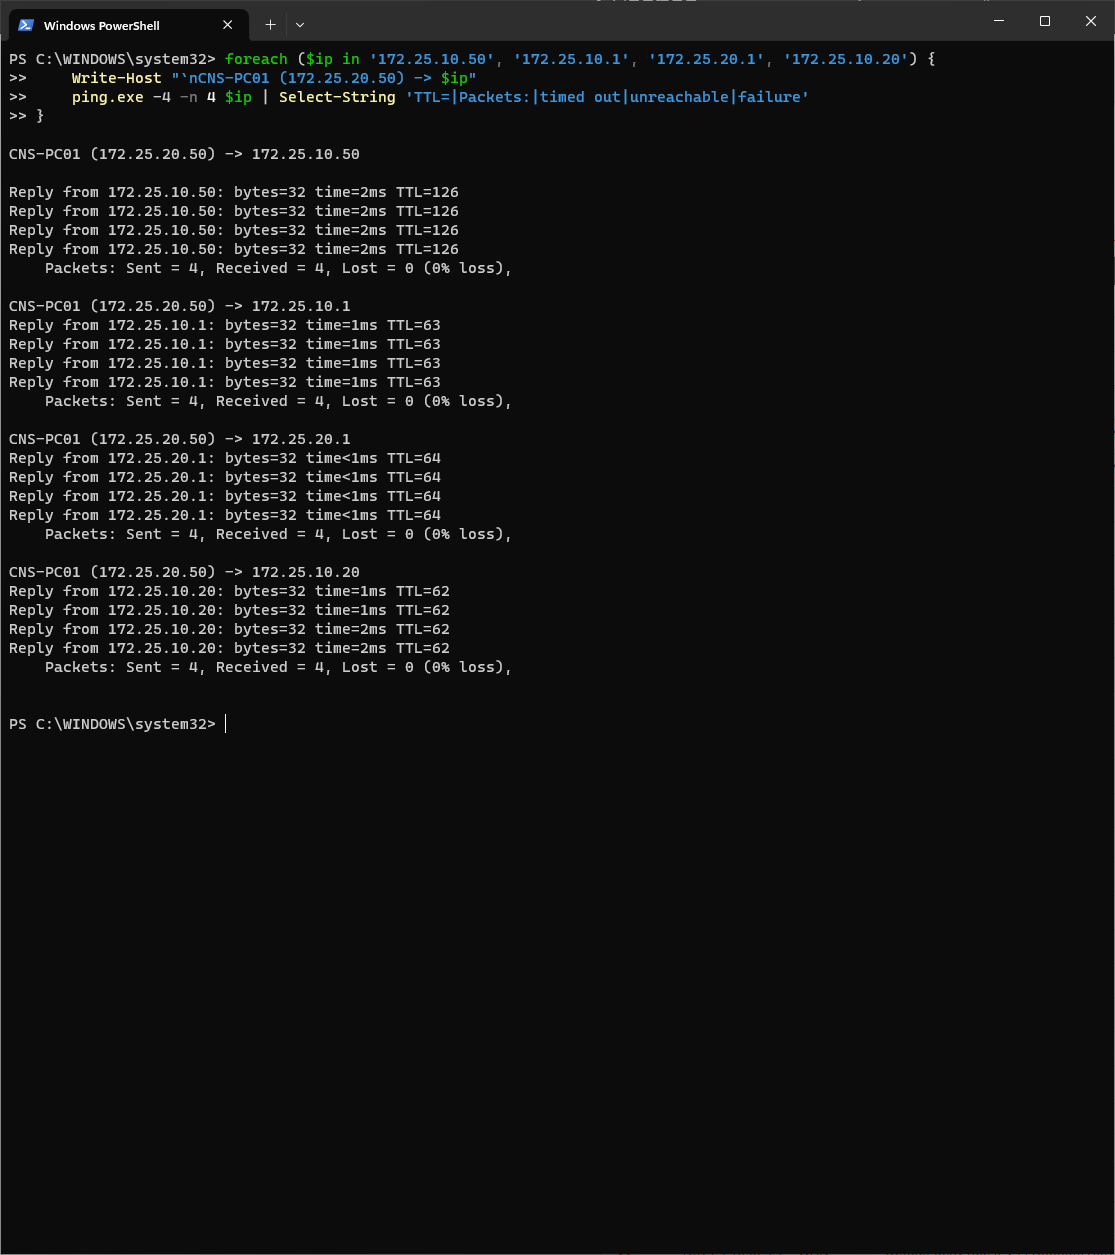 Windows PowerShell
PS C:\WINDOWS\system32> foreach ($ip in '172.25.10.50', '172.25.10.1', '172.25.20.1', '172.25.10.20') {
>>     Write-Host "`nCNS-PC01 (172.25.20.50) -> $ip"
>>     ping.exe -4 -n 4 $ip | Select-String 'TTL=|Packets:|timed out|unreachable|failure'
>> }

CNS-PC01 (172.25.20.50) -> 172.25.10.50

Reply from 172.25.10.50: bytes=32 time=2ms TTL=126
Reply from 172.25.10.50: bytes=32 time=2ms TTL=126
Reply from 172.25.10.50: bytes=32 time=2ms TTL=126
Reply from 172.25.10.50: bytes=32 time=2ms TTL=126
    Packets: Sent = 4, Received = 4, Lost = 0 (0% loss),

CNS-PC01 (172.25.20.50) -> 172.25.10.1
Reply from 172.25.10.1: bytes=32 time=1ms TTL=63
Reply from 172.25.10.1: bytes=32 time=1ms TTL=63
Reply from 172.25.10.1: bytes=32 time=1ms TTL=63
Reply from 172.25.10.1: bytes=32 time=1ms TTL=63
    Packets: Sent = 4, Received = 4, Lost = 0 (0% loss),

CNS-PC01 (172.25.20.50) -> 172.25.20.1
Reply from 172.25.20.1: bytes=32 time<1ms TTL=64
Reply from 172.25.20.1: bytes=32 time<1ms TTL=64
Reply from 172.25.20.1: bytes=32 time<1ms TTL=64
Reply from 172.25.20.1: bytes=32 time<1ms TTL=64
    Packets: Sent = 4, Received = 4, Lost = 0 (0% loss),

CNS-PC01 (172.25.20.50) -> 172.25.10.20
Reply from 172.25.10.20: bytes=32 time=1ms TTL=62
Reply from 172.25.10.20: bytes=32 time=1ms TTL=62
Reply from 172.25.10.20: bytes=32 time=2ms TTL=62
Reply from 172.25.10.20: bytes=32 time=2ms TTL=62
    Packets: Sent = 4, Received = 4, Lost = 0 (0% loss),

PS C:\WINDOWS\system32>